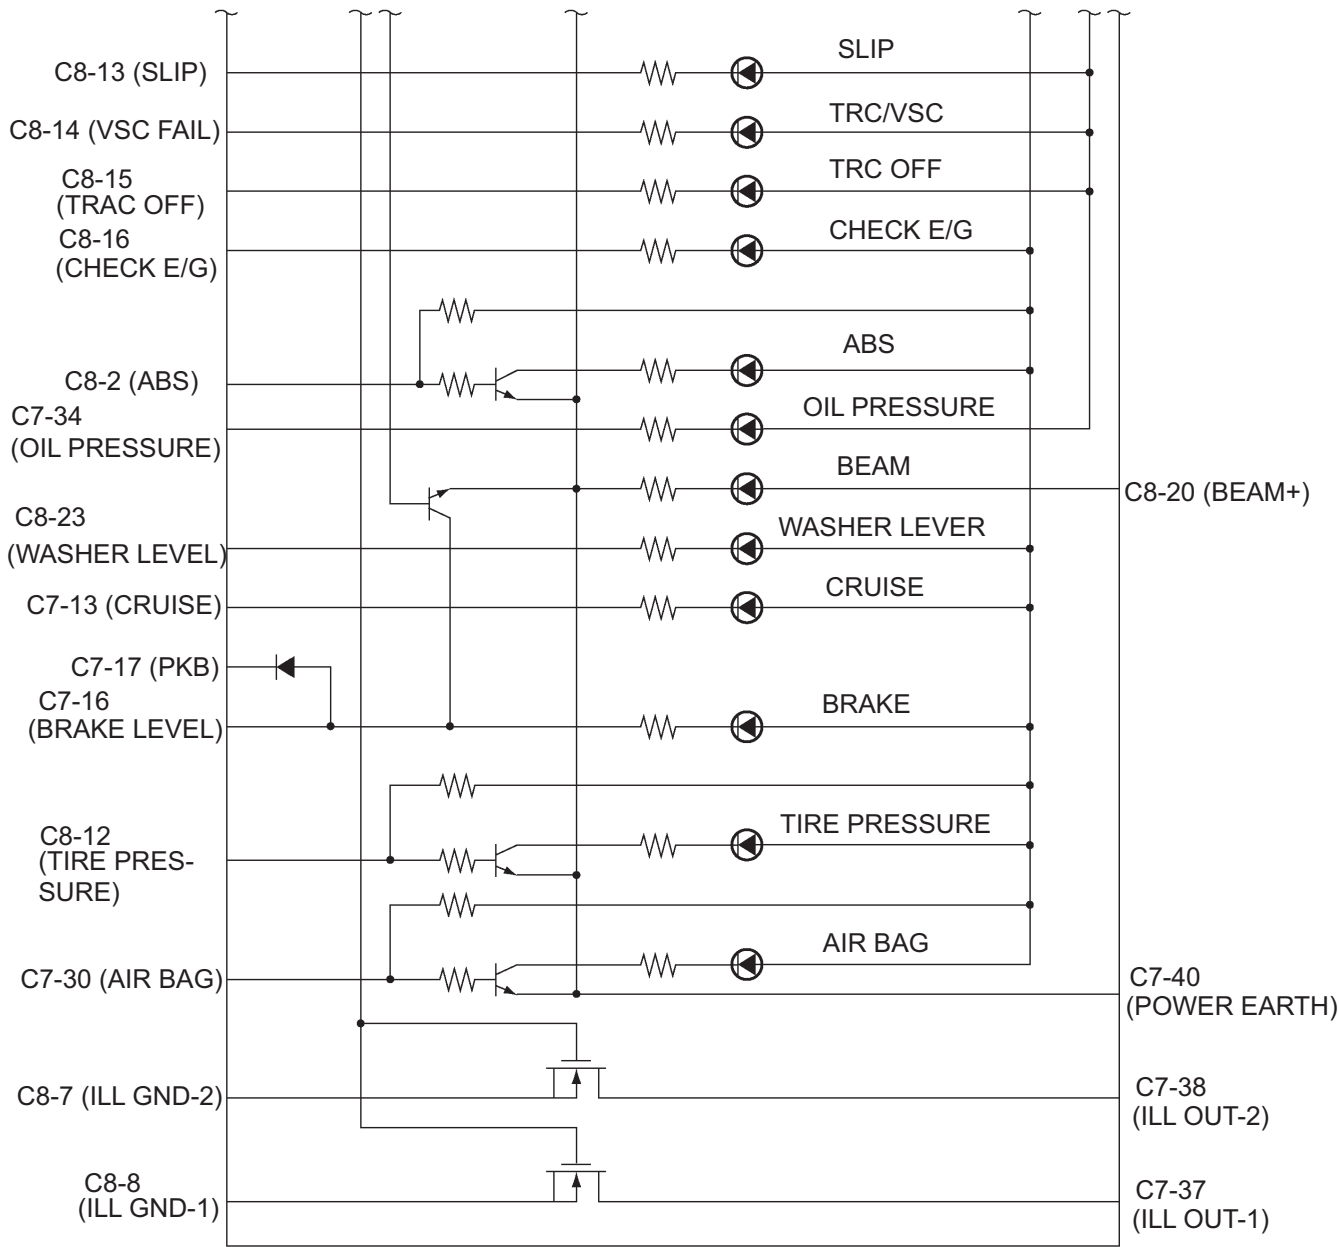 C8-13 (SLIP)
SLIP
C8-14 (VSC FAIL)
TRC/VSC
C8-15
(TRAC OFF)
TRC OFF
C8-16
(CHECK E/G)
CHECK E/G
C8-2 (ABS)
ABS
C7-34
(OIL PRESSURE)
OIL PRESSURE
BEAM
C8-20 (BEAM+)
C8-23
(WASHER LEVEL)
WASHER LEVER
C7-13 (CRUISE)
CRUISE
C7-17 (PKB)
C7-16
(BRAKE LEVEL)
BRAKE
C8-12
(TIRE PRES-
SURE)
TIRE PRESSURE
C7-30 (AIR BAG)
AIR BAG
C7-40
(POWER EARTH)
C8-7 (ILL GND-2)
C7-38
(ILL OUT-2)
C8-8
(ILL GND-1)
C7-37
(ILL OUT-1)